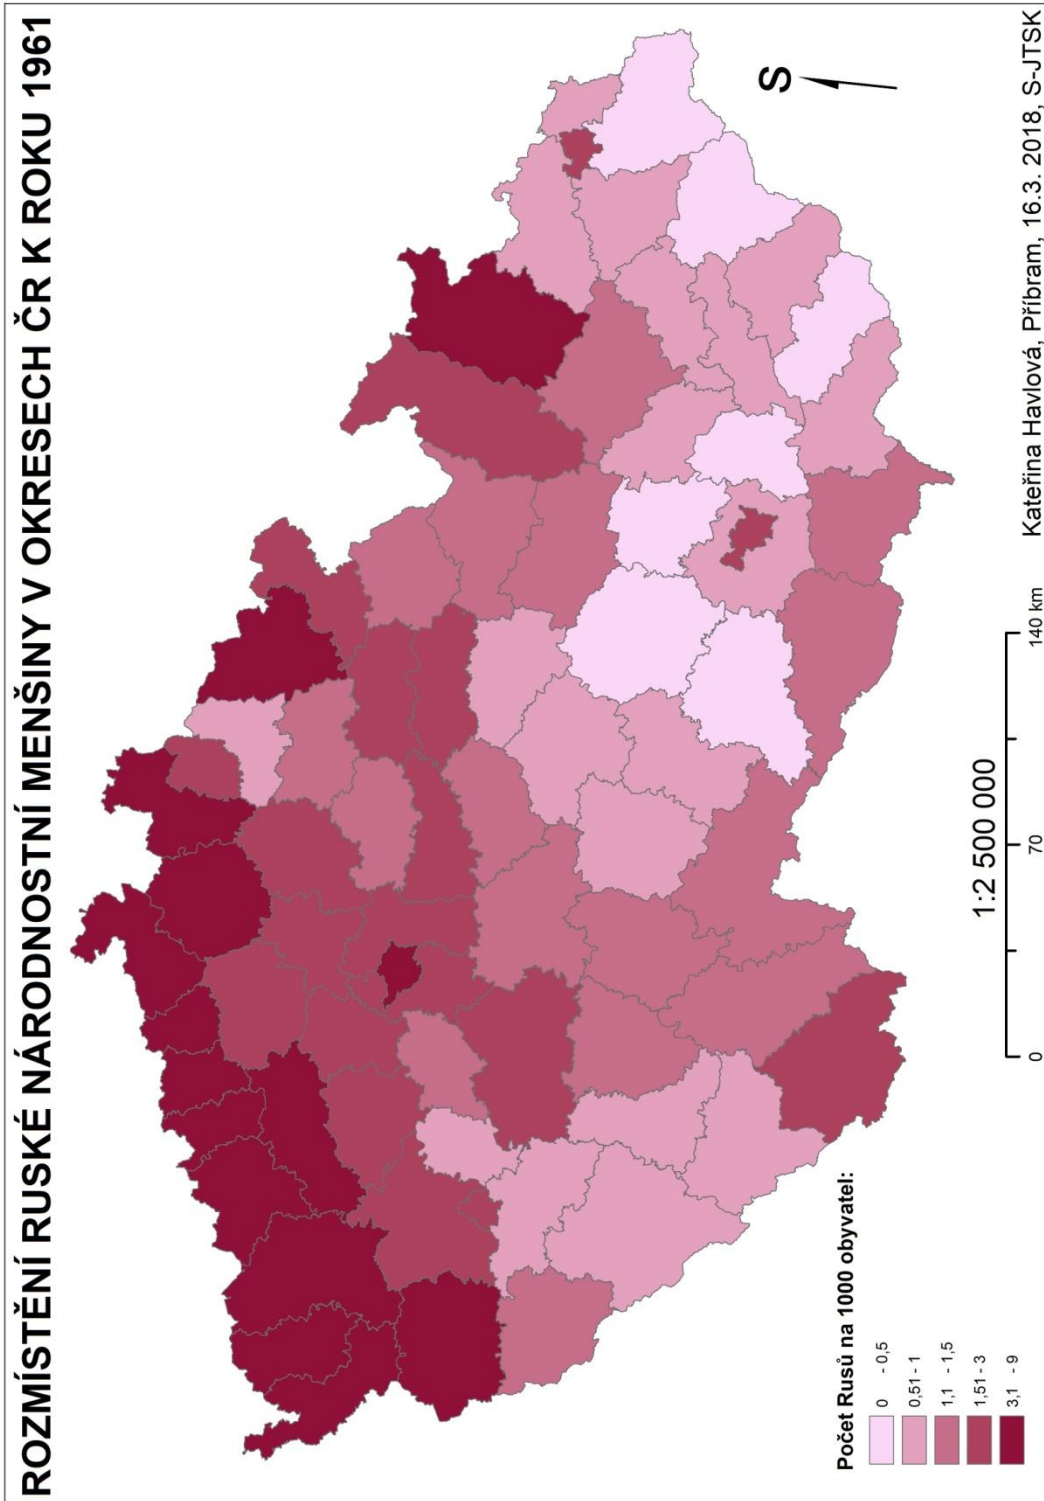 ROZMÍSTĚNÍ RUSKÉ NÁRODNOSTNÍ MENŠINY V OKRESECH ČR K ROKU 1961
S
Počet Rusů na 1000 obyvatel:
0 - 0,5
0,51 - 1
1,1 - 1,5
1,51 - 3
3,1 - 9
1:2 500 000
0 70 140 km
Kateřina Havlová, Příbram, 16.3. 2018, S-JTSK